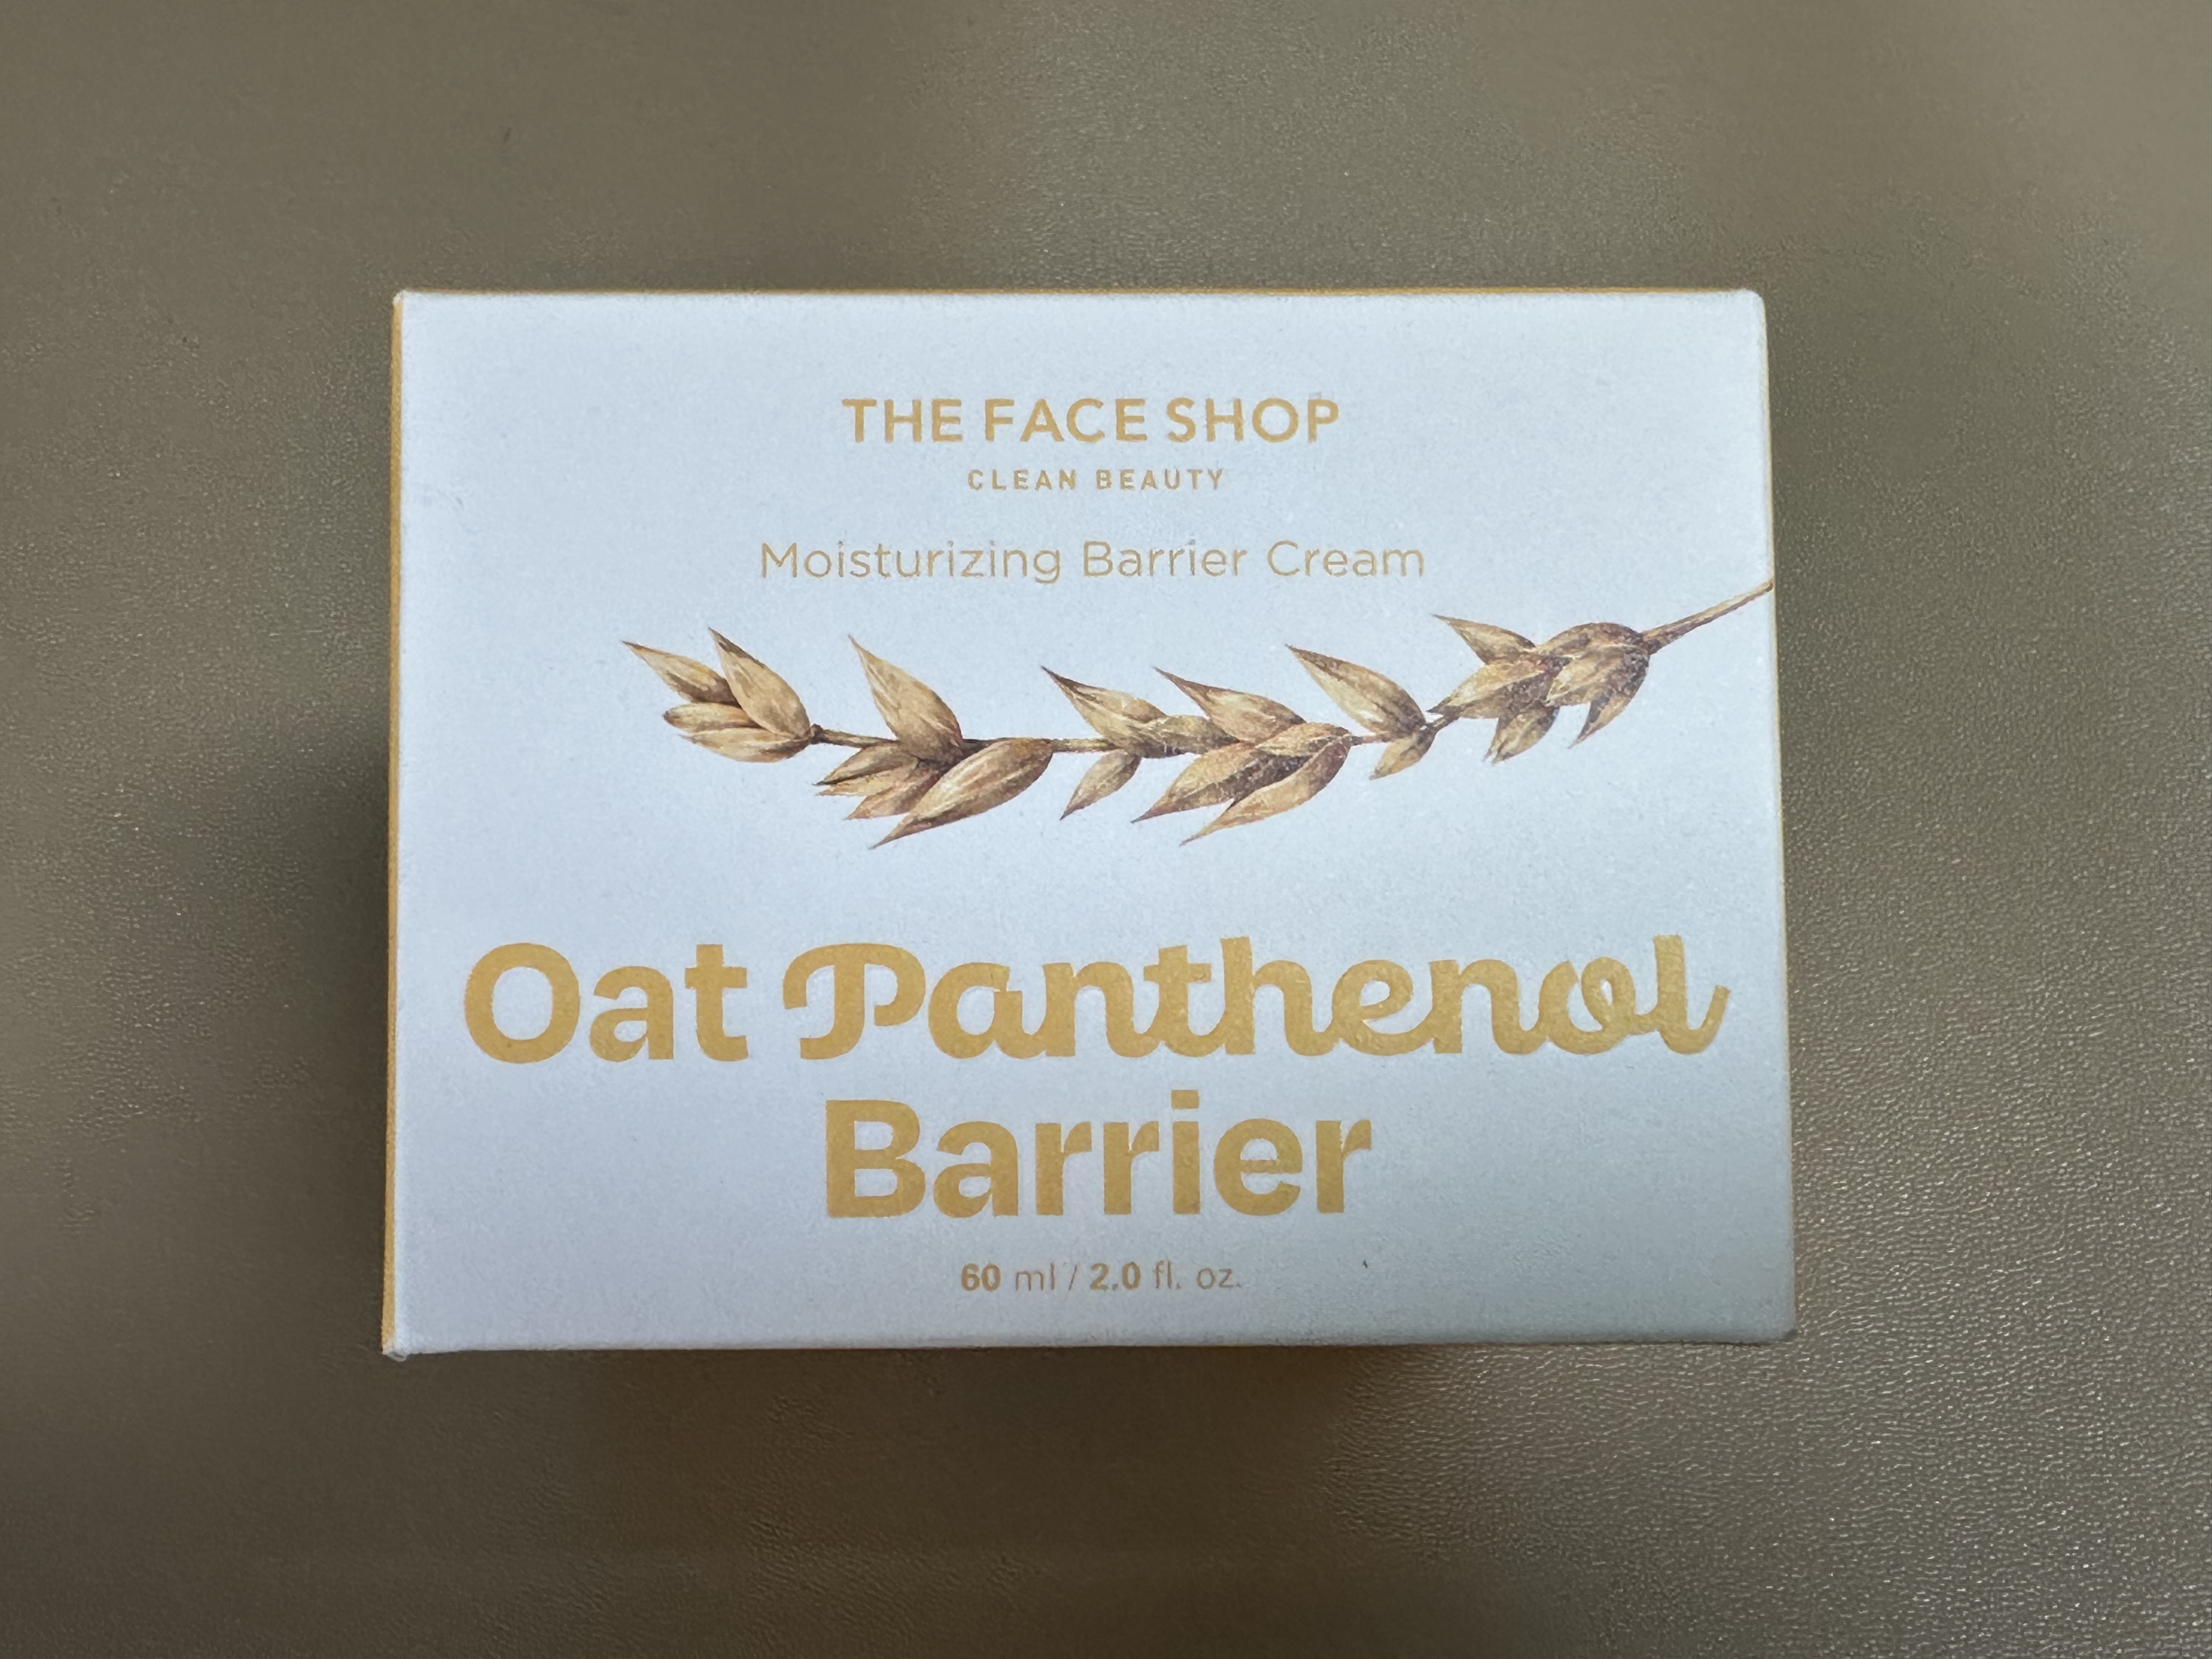 THE FACE SHOP
CLEAN BEAUTY
Moisturizing Barrier Cream
Oat Panthenol
Barrier
60 ml / 2.0 fl. oz.